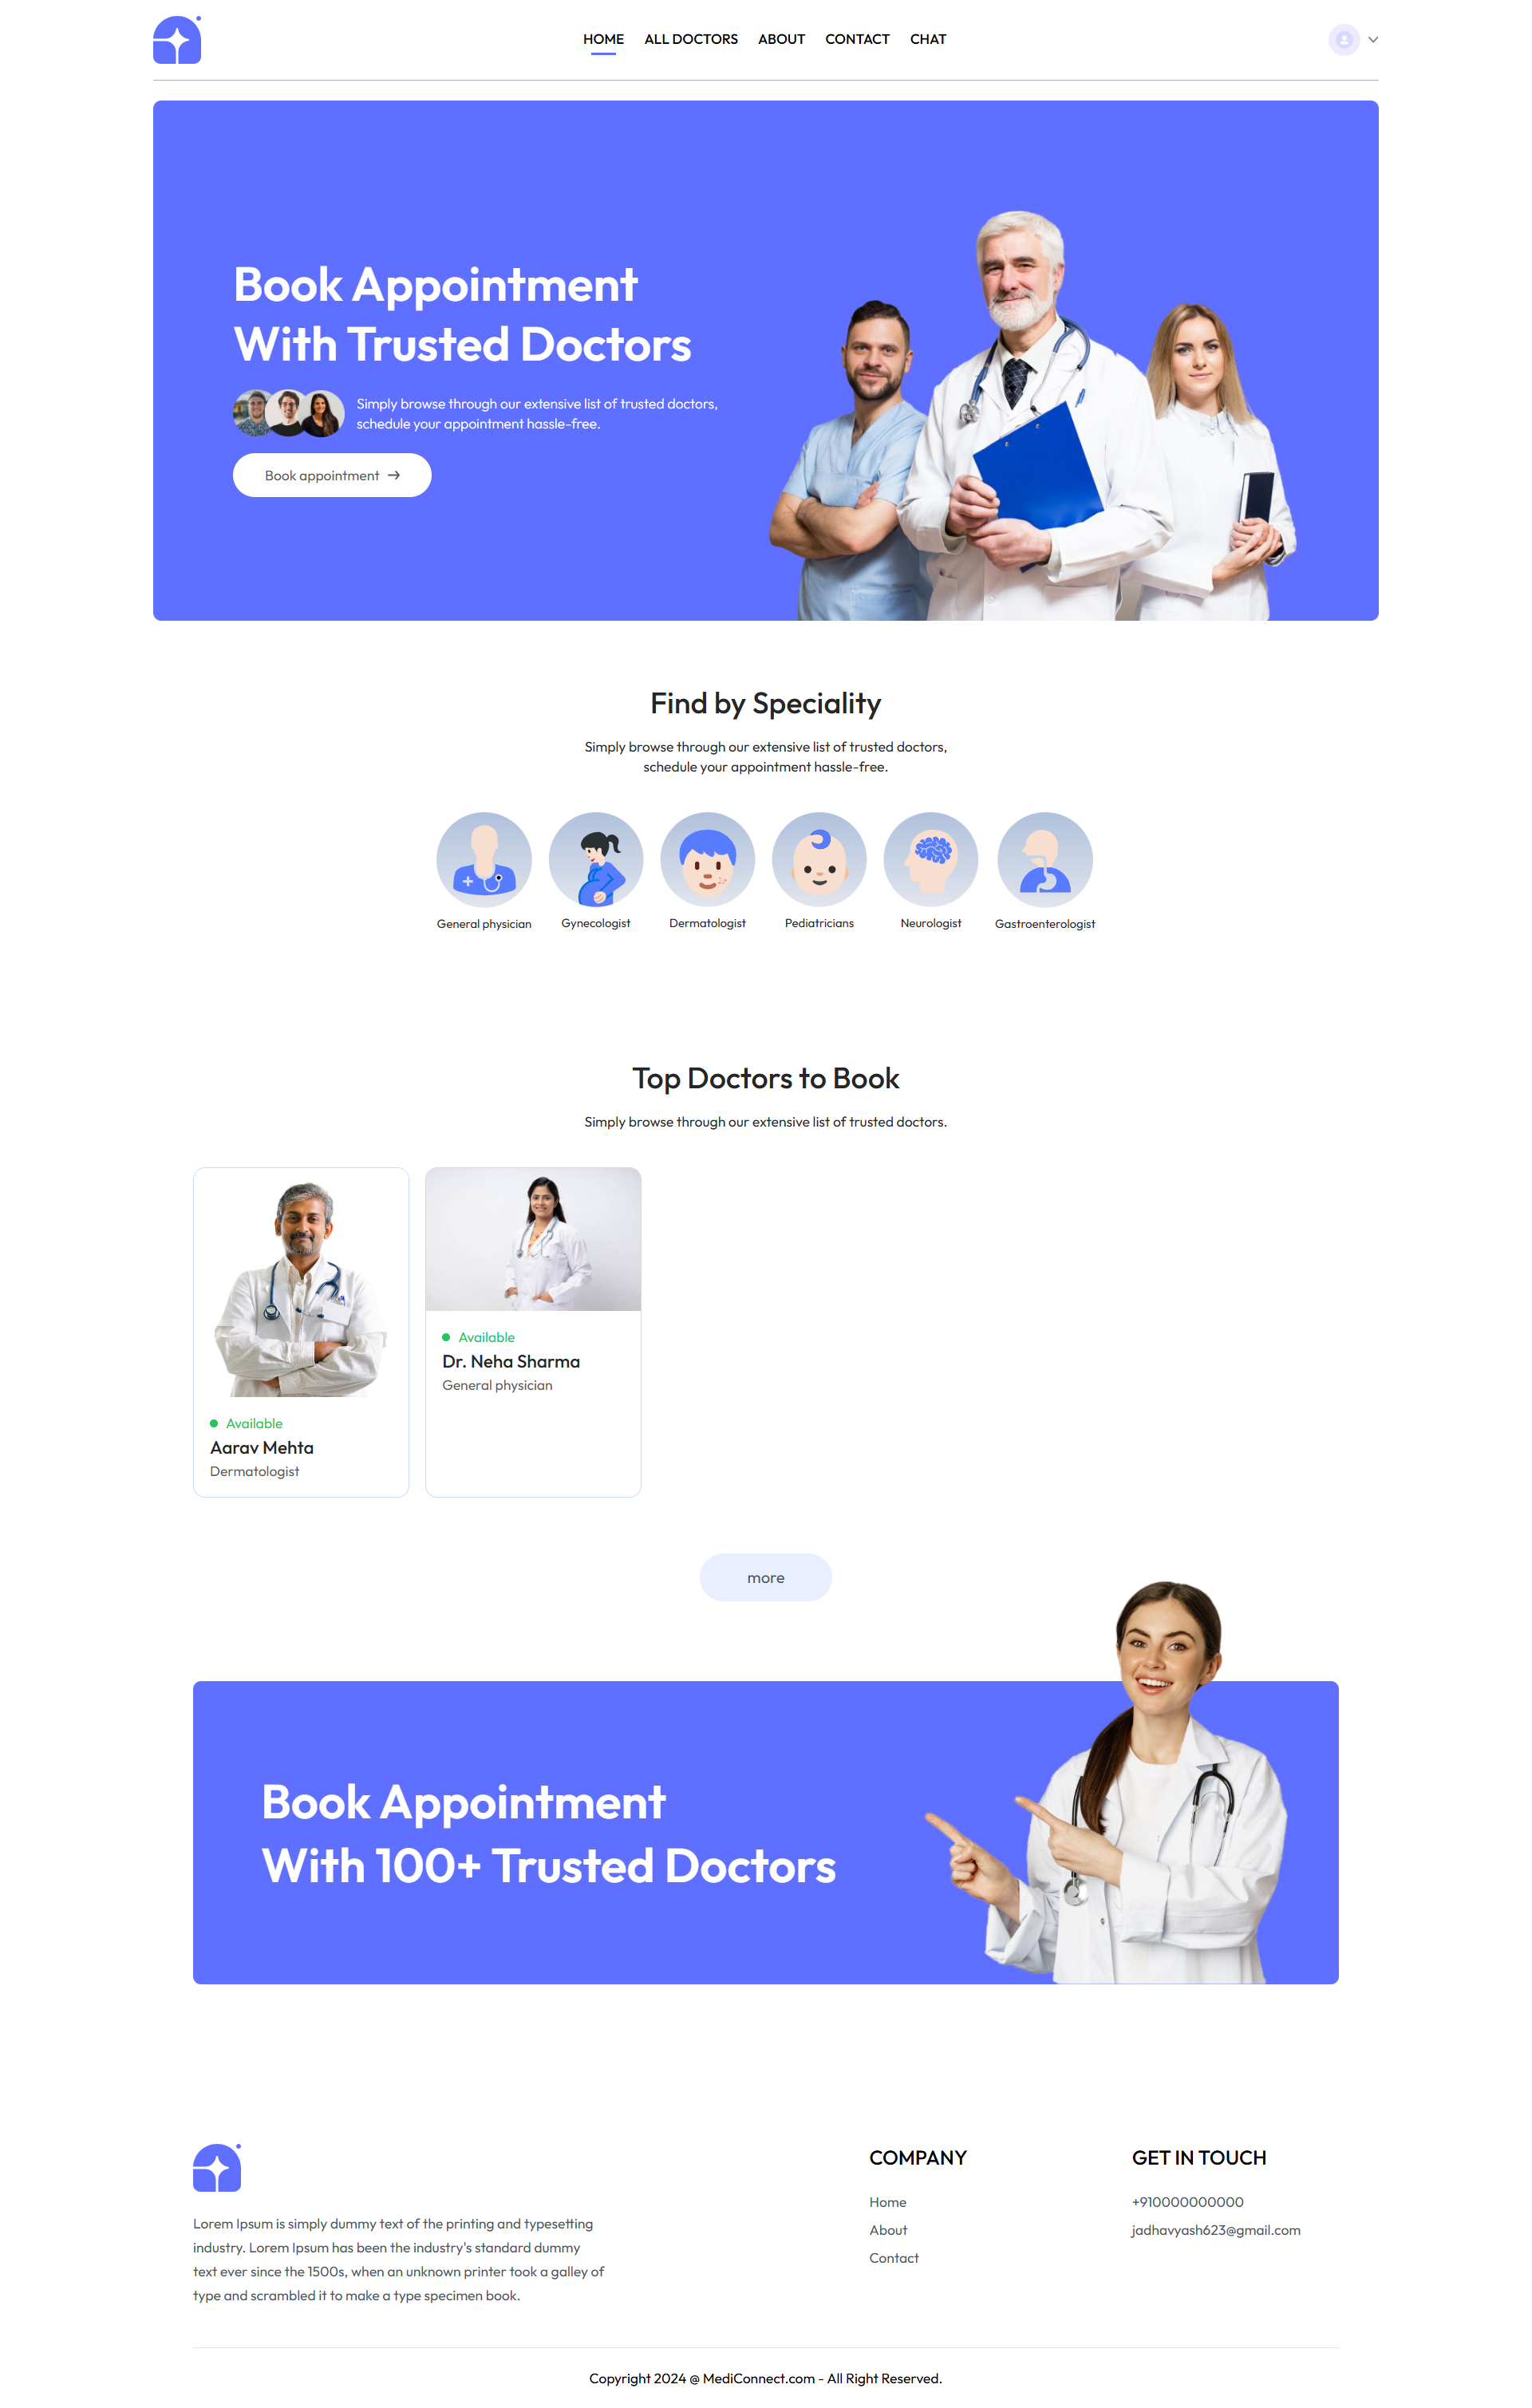 HOME ALL DOCTORS ABOUT CONTACT CHAT
Book Appointment
With Trusted Doctors
Simply browse through our extensive list of trusted doctors,
schedule your appointment hassle-free.
Book appointment →
Find by Speciality
Simply browse through our extensive list of trusted doctors,
schedule your appointment hassle-free.
General physician Gynecologist Dermatologist Pediatricians Neurologist Gastroenterologist
Top Doctors to Book
Simply browse through our extensive list of trusted doctors.
Available
Aarav Mehta
Dermatologist
Available
Dr. Neha Sharma
General physician
more
Book Appointment
With 100+ Trusted Doctors
Lorem Ipsum is simply dummy text of the printing and typesetting
industry. Lorem Ipsum has been the industry's standard dummy
text ever since the 1500s, when an unknown printer took a galley of
type and scrambled it to make a type specimen book.
COMPANY
Home
About
Contact
GET IN TOUCH
+910000000000
jadhavyash623@gmail.com
Copyright 2024 @ MediConnect.com - All Right Reserved.